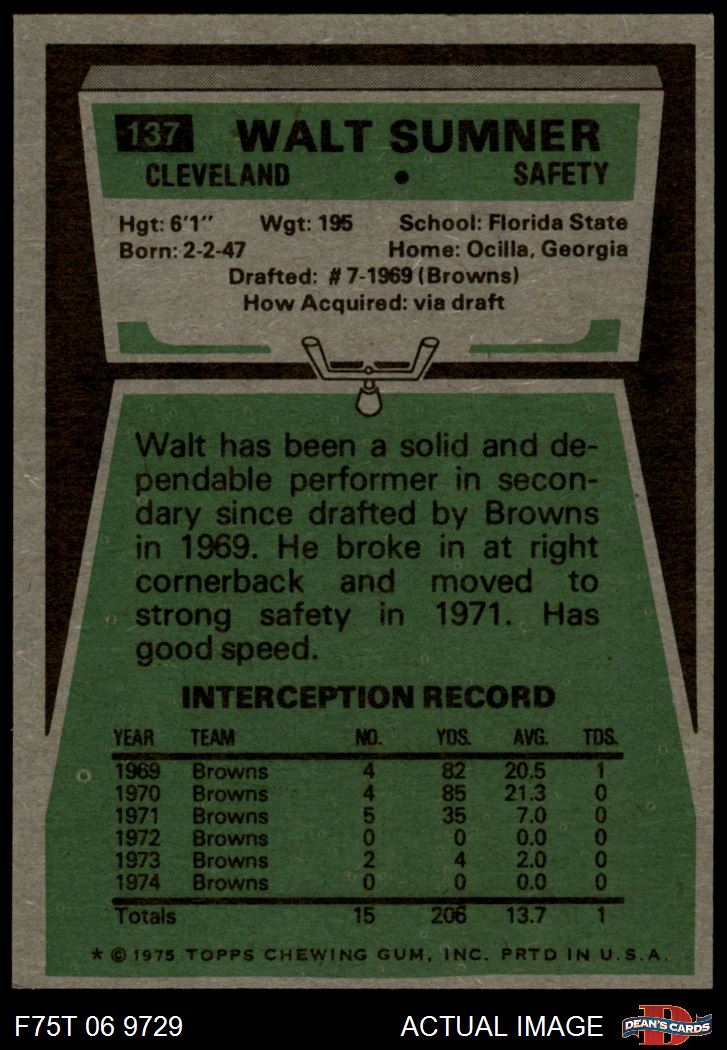 137 WALT SUMNER
CLEVELAND • SAFETY
Hgt: 6'1" Wgt: 195 School: Florida State
Born: 2-2-47 Home: Ocilla, Georgia
Drafted: #7-1969 (Browns)
How Acquired: via draft
Walt has been a solid and de-
pendable performer in secon-
dary since drafted by Browns
in 1969. He broke in at right
cornerback and moved to
strong safety in 1971. Has
good speed.
INTERCEPTION RECORD
YEAR TEAM NO. YDS. AVG. TDS.
1969 Browns 4 82 20.5 1
1970 Browns 4 85 21.3 0
1971 Browns 5 35 7.0 0
1972 Browns 0 0 0.0 0
1973 Browns 2 4 2.0 0
1974 Browns 0 0 0.0 0
Totals 15 206 13.7 1
* © 1975 TOPPS CHEWING GUM, INC. PRTD IN U.S.A.
F75T 06 9729 ACTUAL IMAGE D DEAN'S CARDS